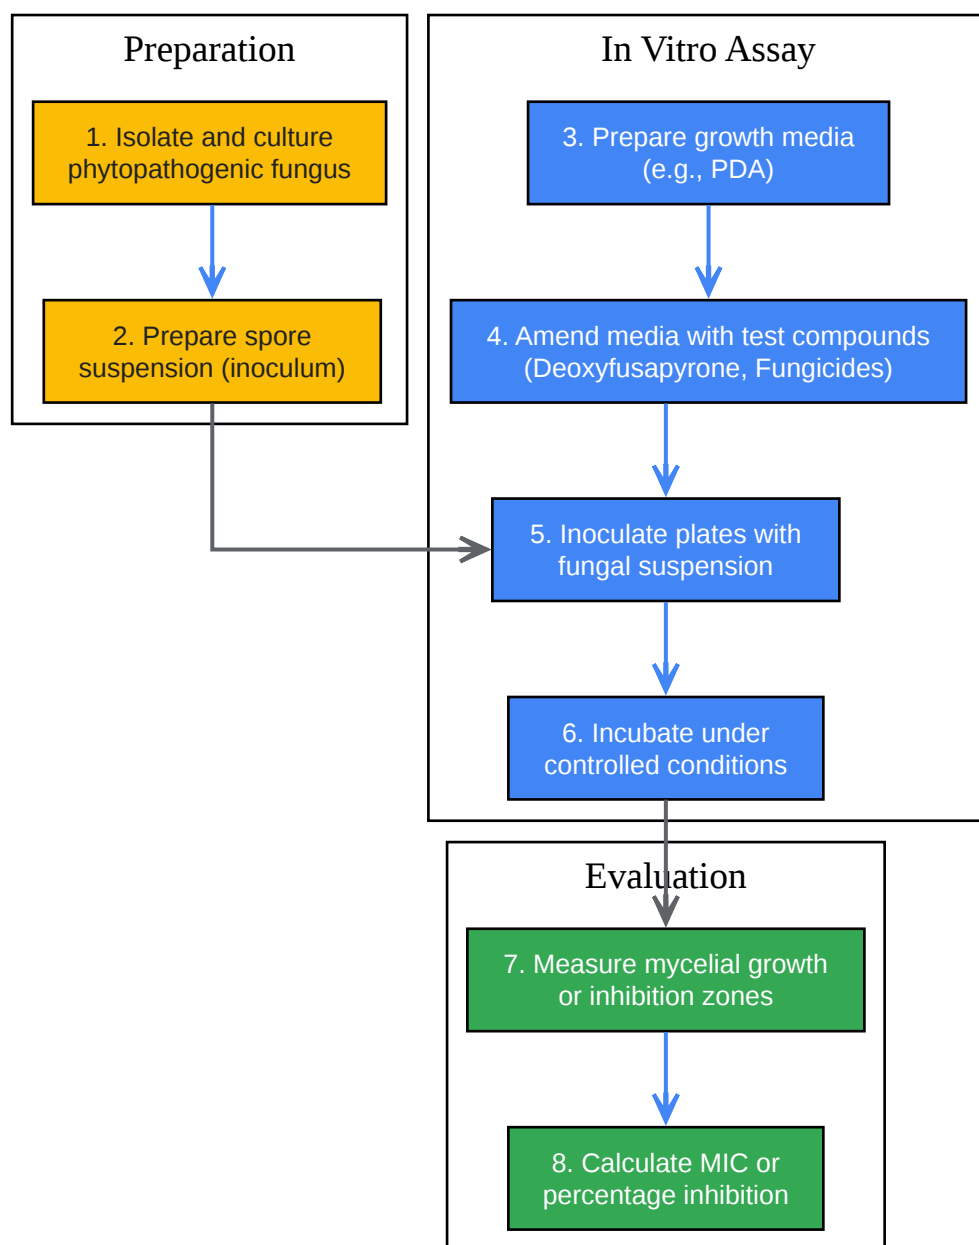 Preparation
1. Isolate and culture
phytopathogenic fungus
2. Prepare spore
suspension (inoculum)
In Vitro Assay
3. Prepare growth media
(e.g., PDA)
4. Amend media with test compounds
(Deoxyfusapyrone, Fungicides)
5. Inoculate plates with
fungal suspension
6. Incubate under
controlled conditions
Evaluation
7. Measure mycelial growth
or inhibition zones
8. Calculate MIC or
percentage inhibition